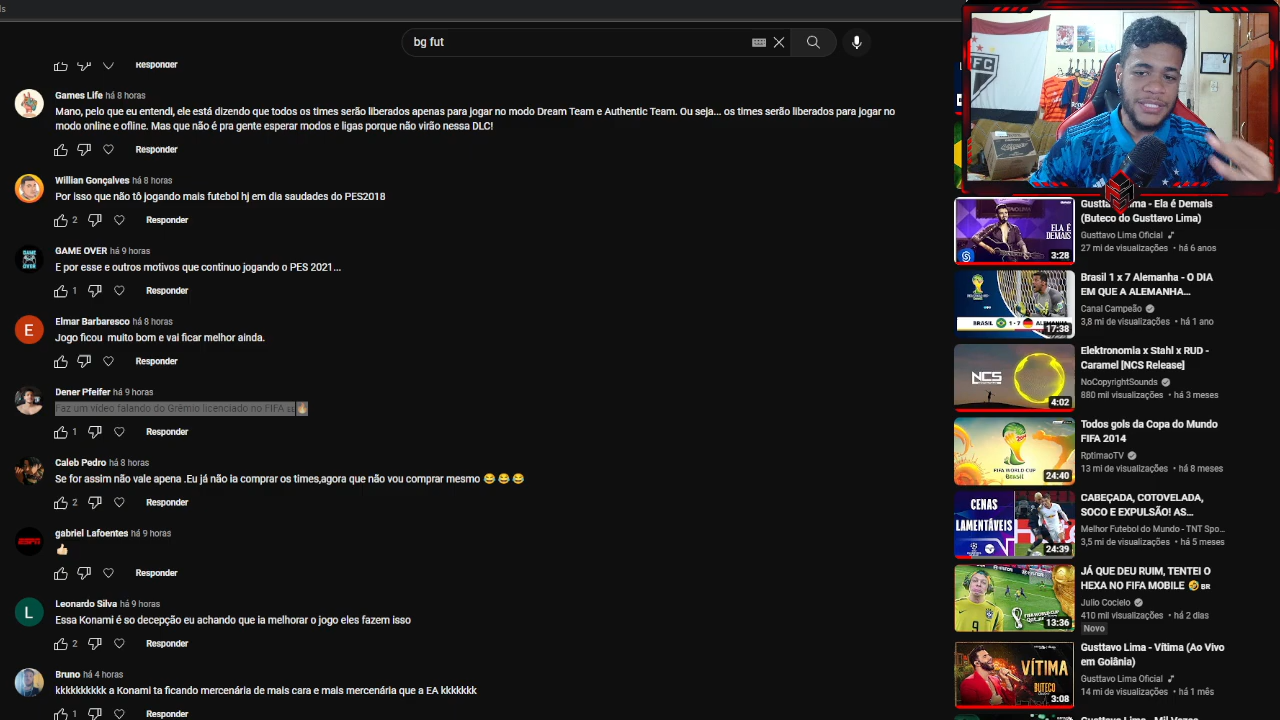 bg fut
Responder
Games Life há 8 horas
Mano, pelo que eu entendi, ele está dizendo que todos os times serão liberados apenas para jogar no modo Dream Team e Authentic Team. Ou seja... os times serão liberados para jogar no
modo online e ofline. Mas que não é pra gente esperar modos e ligas porque não virão nessa DLC!
Responder
Willian Gonçalves há 8 horas
Por isso que não tô jogando mais futebol hj em dia saudades do PES2018
2 Responder
GAME OVER há 9 horas
E por esse e outros motivos que continuo jogando o PES 2021...
1 Responder
E
Elmar Barbaresco há 8 horas
Jogo ficou muito bom e vai ficar melhor ainda.
Responder
Dener Pfeifer há 9 horas
Faz um vídeo falando do Grêmio licenciado no FIFA
1 Responder
Caleb Pedro há 8 horas
Se for assim não vale apena .Eu já não ia comprar os times,agora que não vou comprar mesmo 😂 😂 😂
2 Responder
gabriel Lafoentes há 9 horas
👍🏻
Responder
L
Leonardo Silva há 9 horas
Essa Konami é so decepção eu achando que ia melhorar o jogo eles fazem isso
2 Responder
Bruno há 4 horas
kkkkkkkkkk a Konami ta ficando mercenária de mais cara e mais mercenária que a EA kkkkkkk
1 Responder
ELA É
DEMAIS
3:28
Gusttavo Lima - Ela é Demais
(Buteco do Gusttavo Lima)
Gusttavo Lima Oficial
27 mi de visualizações • há 6 anos
BRASIL 1 - 7
17:38
Brasil 1 x 7 Alemanha - O DIA
EM QUE A ALEMANHA...
Canal Campeão
3,8 mi de visualizações • há 1 ano
NCS
4:02
Elektronomia x Stahl x RUD -
Caramel [NCS Release]
NoCopyrightSounds
880 mil visualizações • há 3 meses
FIFA WORLD CUP
Brasil
24:40
Todos gols da Copa do Mundo
FIFA 2014
RptimaoTV
13 mi de visualizações • há 8 meses
CENAS
LAMENTÁVEIS
24:39
CABEÇADA, COTOVELADA,
SOCO E EXPULSÃO! AS...
Melhor Futebol do Mundo - TNT Spo...
3,5 mi de visualizações • há 5 meses
13:36
JÁ QUE DEU RUIM, TENTEI O
HEXA NO FIFA MOBILE 🤣 BR
Julio Cocielo
410 mil visualizações • há 2 dias
Novo
VÍTIMA
BUTECO
3:08
Gusttavo Lima - Vítima (Ao Vivo
em Goiânia)
Gusttavo Lima Oficial
14 mi de visualizações • há 1 mês